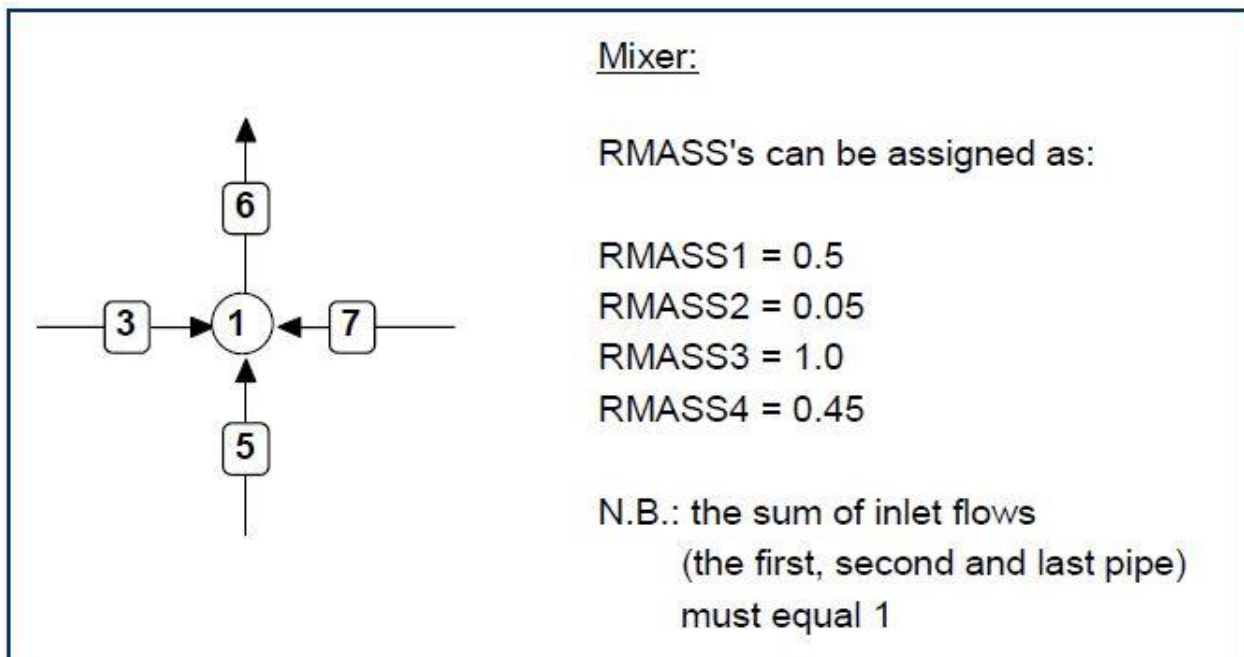 Mixer:
RMASS's can be assigned as:
6
RMASS1 = 0.5
RMASS2 = 0.05
3 1 7
RMASS3 = 1.0
RMASS4 = 0.45
5
N.B.: the sum of inlet flows
(the first, second and last pipe)
must equal 1